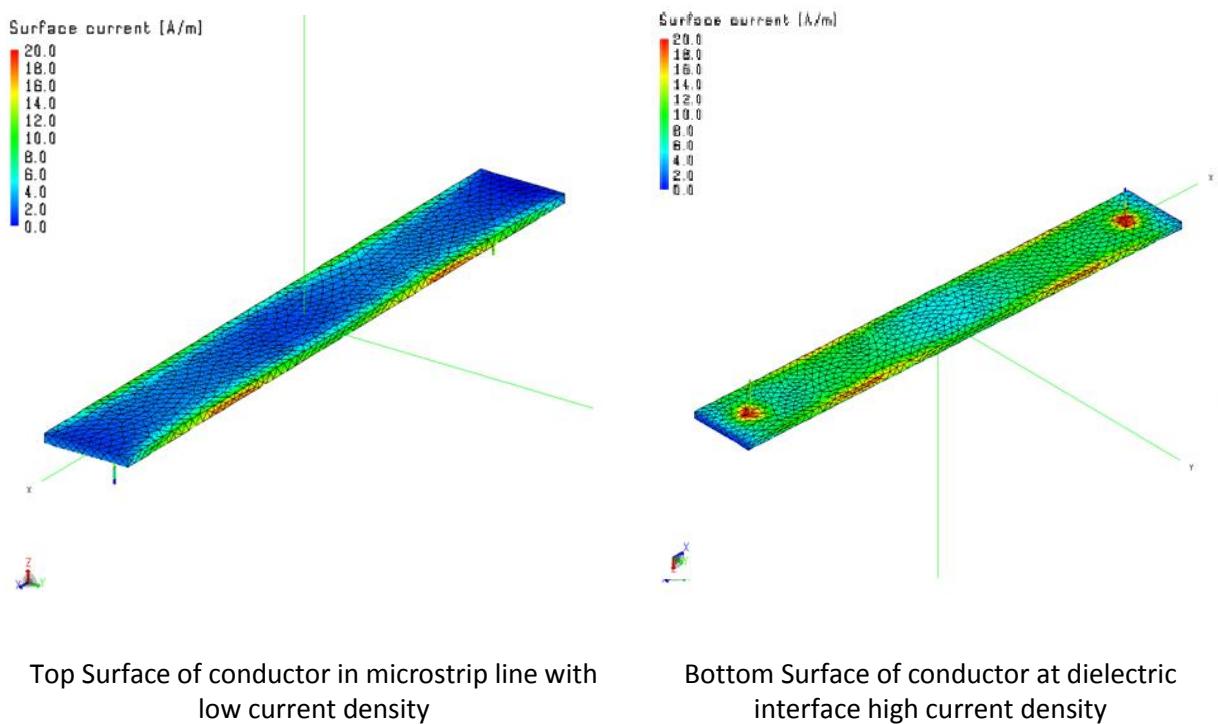 Surface current [A/m]
20.0
18.0
16.0
14.0
12.0
10.0
8.0
6.0
4.0
2.0
0.0
X
Z
X
Y
Surface current [A/m]
20.0
18.0
16.0
14.0
12.0
10.0
8.0
6.0
4.0
2.0
0.0
X
Y
X
Top Surface of conductor in microstrip line with
low current density
Bottom Surface of conductor at dielectric
interface high current density